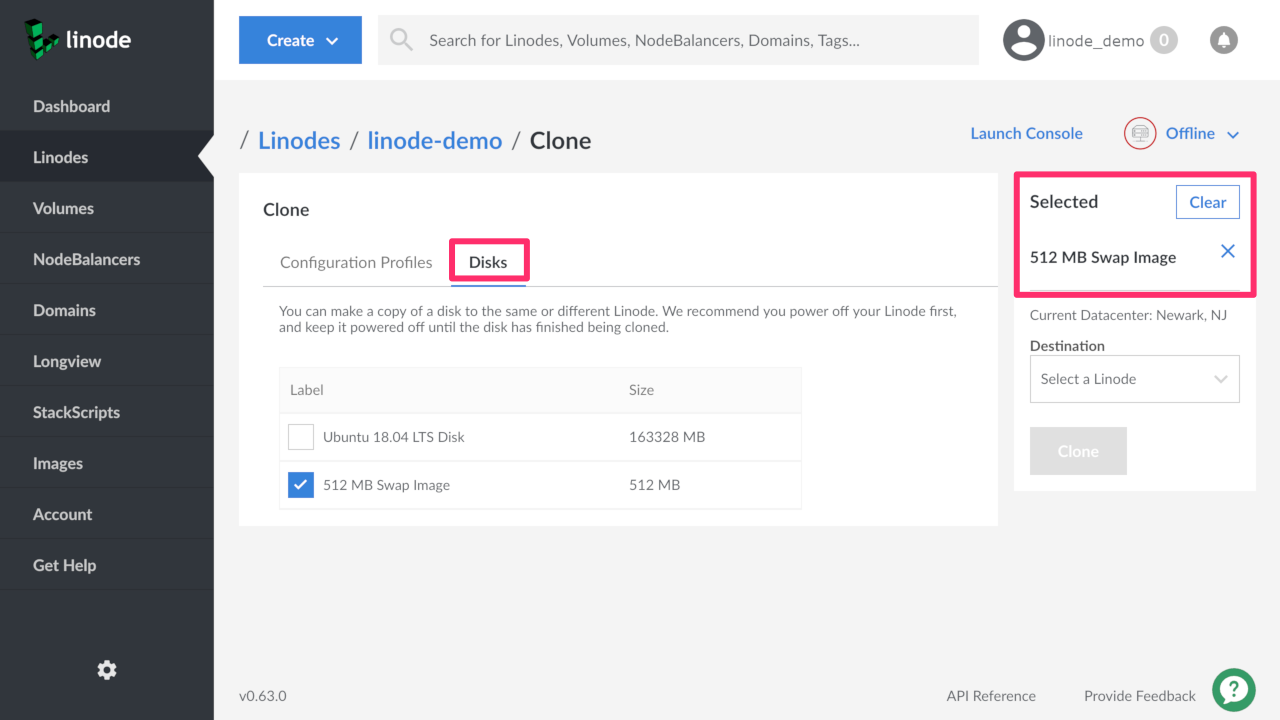 linode
Create
Search for Linodes, Volumes, NodeBalancers, Domains, Tags...
linode_demo 0
Dashboard
Linodes
Volumes
NodeBalancers
Domains
Longview
StackScripts
Images
Account
Get Help
/ Linodes / linode-demo / Clone
Launch Console
Offline
Clone
Configuration Profiles
Disks
You can make a copy of a disk to the same or different Linode. We recommend you power off your Linode first,
and keep it powered off until the disk has finished being cloned.
Label Size
Ubuntu 18.04 LTS Disk 163328 MB
512 MB Swap Image 512 MB
Selected
Clear
512 MB Swap Image
Current Datacenter: Newark, NJ
Destination
Select a Linode
Clone
v0.63.0
API Reference
Provide Feedback
?